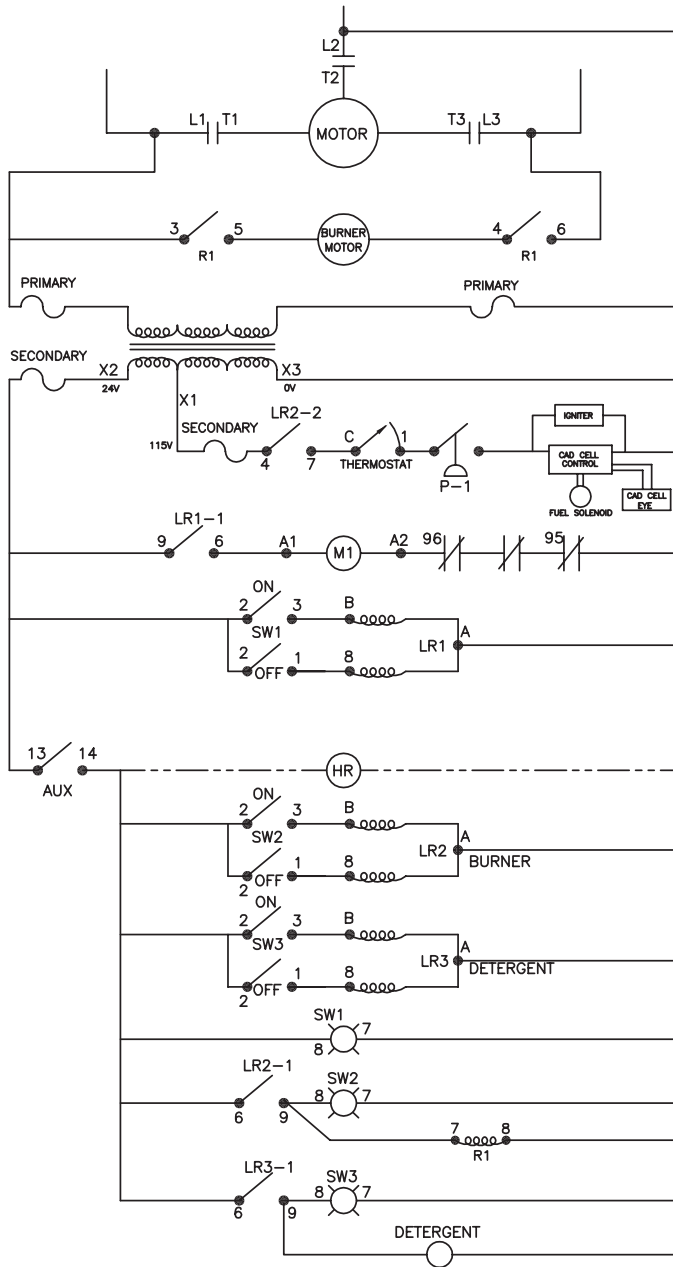 L2
T2
L1 T1
MOTOR
T3 L3
3
5
BURNER
MOTOR
4
6
R1
R1
PRIMARY
PRIMARY
SECONDARY
X2
24V
X3
0V
X1
115V
SECONDARY
LR2-2
4
7
C
1
THERMOSTAT
P-1
IGNITER
CAD CELL
CONTROL
FUEL SOLENOID
CAD CELL
EYE
LR1-1
9
6
A1
M1
A2
96
95
ON
2
3
B
SW1
A
LR1
2
OFF
1
8
13
14
AUX
HR
ON
2
3
B
SW2
A
LR2
BURNER
2
OFF
1
8
ON
2
3
B
SW3
A
LR3
DETERGENT
2
OFF
1
8
SW1
8
7
LR2-1
6
9
SW2
8
7
7
8
R1
LR3-1
6
9
SW3
8
7
DETERGENT